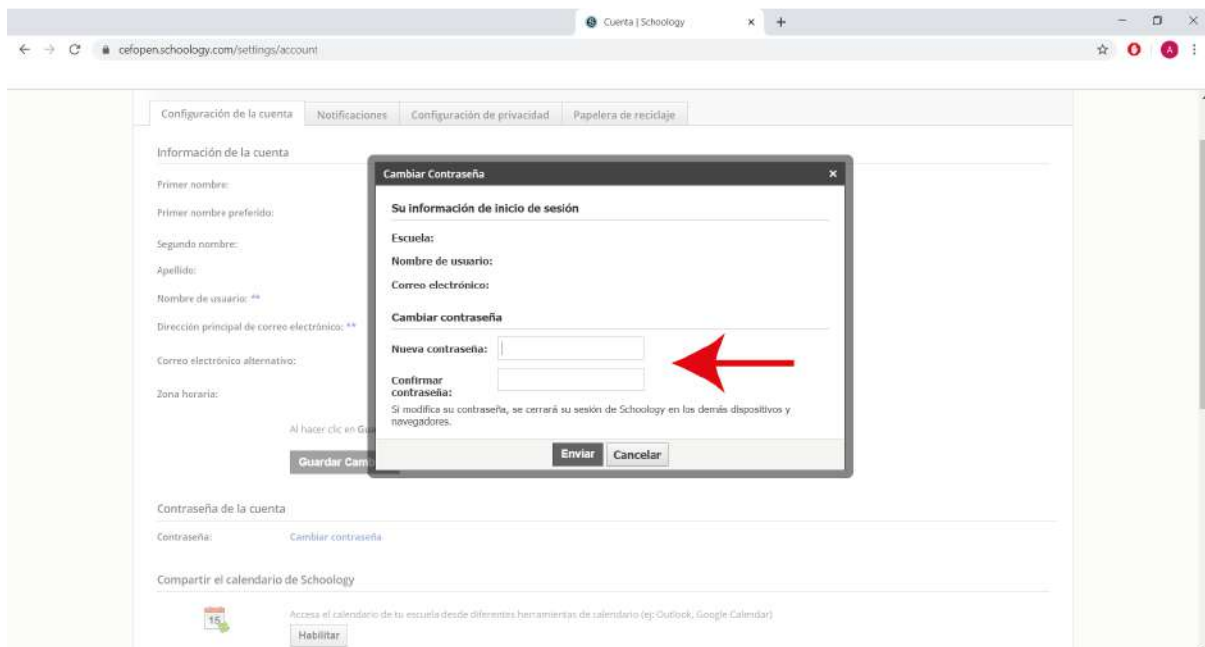 Cuenta | Schoology
cefopen.schoology.com/settings/account
A
Configuración de la cuenta Notificaciones Configuración de privacidad Papelera de reciclaje
Información de la cuenta
Primer nombre:
Primer nombre preferido:
Segundo nombre:
Apellido:
Nombre de usuario: **
Dirección principal de correo electrónico: **
Correo electrónico alternativo:
Zona horaria:
Al hacer clic en Gua
Guardar Camb
Cambiar Contraseña
Su información de inicio de sesión
Escuela:
Nombre de usuario:
Correo electrónico:
Cambiar contraseña
Nueva contraseña:
Confirmar
contraseña:
Si modifica su contraseña, se cerrará su sesión de Schoology en los demás dispositivos y
navegadores.
Enviar Cancelar
Contraseña de la cuenta
Contraseña: Cambiar contraseña
Compartir el calendario de Schoology
15
Accesa el calendario de tu escuela desde diferentes herramientas de calendario (ej: Outlook, Google Calendar)
Habilitar